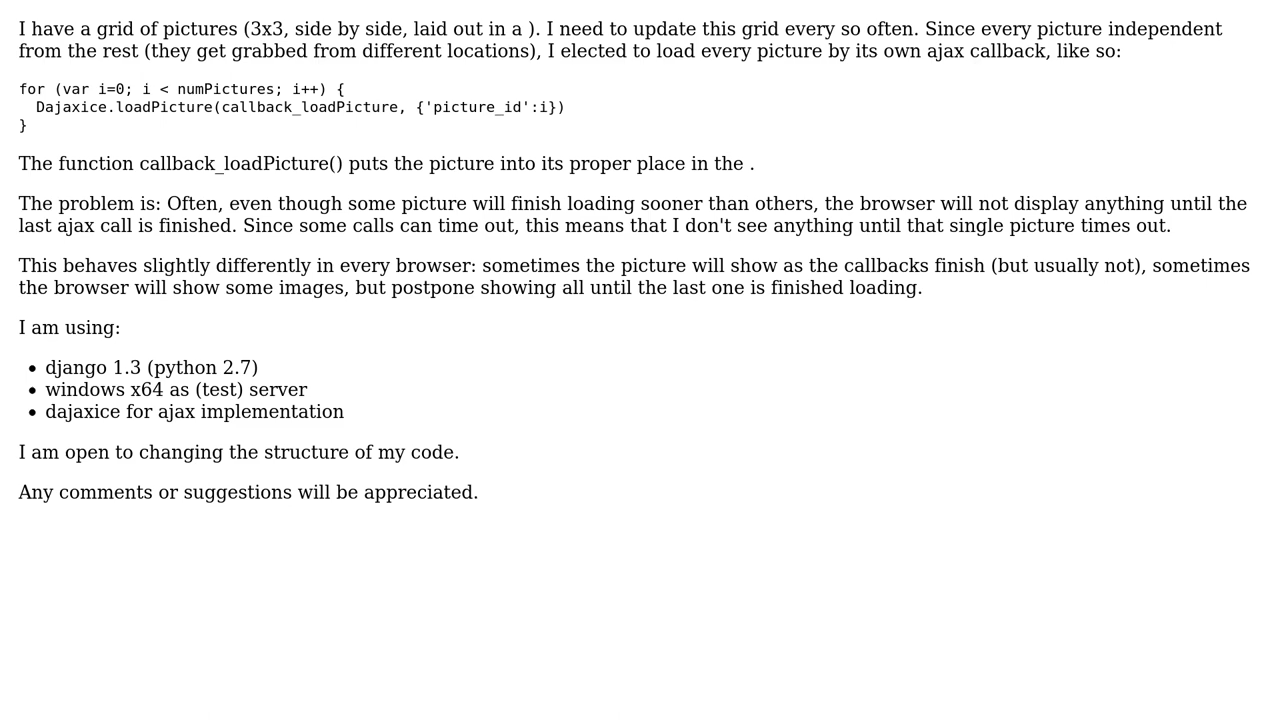 I have a grid of pictures (3x3, side by side, laid out in a ). I need to update this grid every so often. Since every picture independent
from the rest (they get grabbed from different locations), I elected to load every picture by its own ajax callback, like so:
for (var i=0; i < numPictures; i++) {
  Dajaxice.loadPicture(callback_loadPicture, {'picture_id':i})
}
The function callback_loadPicture() puts the picture into its proper place in the .
The problem is: Often, even though some picture will finish loading sooner than others, the browser will not display anything until the
last ajax call is finished. Since some calls can time out, this means that I don't see anything until that single picture times out.
This behaves slightly differently in every browser: sometimes the picture will show as the callbacks finish (but usually not), sometimes
the browser will show some images, but postpone showing all until the last one is finished loading.
I am using:
• django 1.3 (python 2.7)
• windows x64 as (test) server
• dajaxice for ajax implementation
I am open to changing the structure of my code.
Any comments or suggestions will be appreciated.